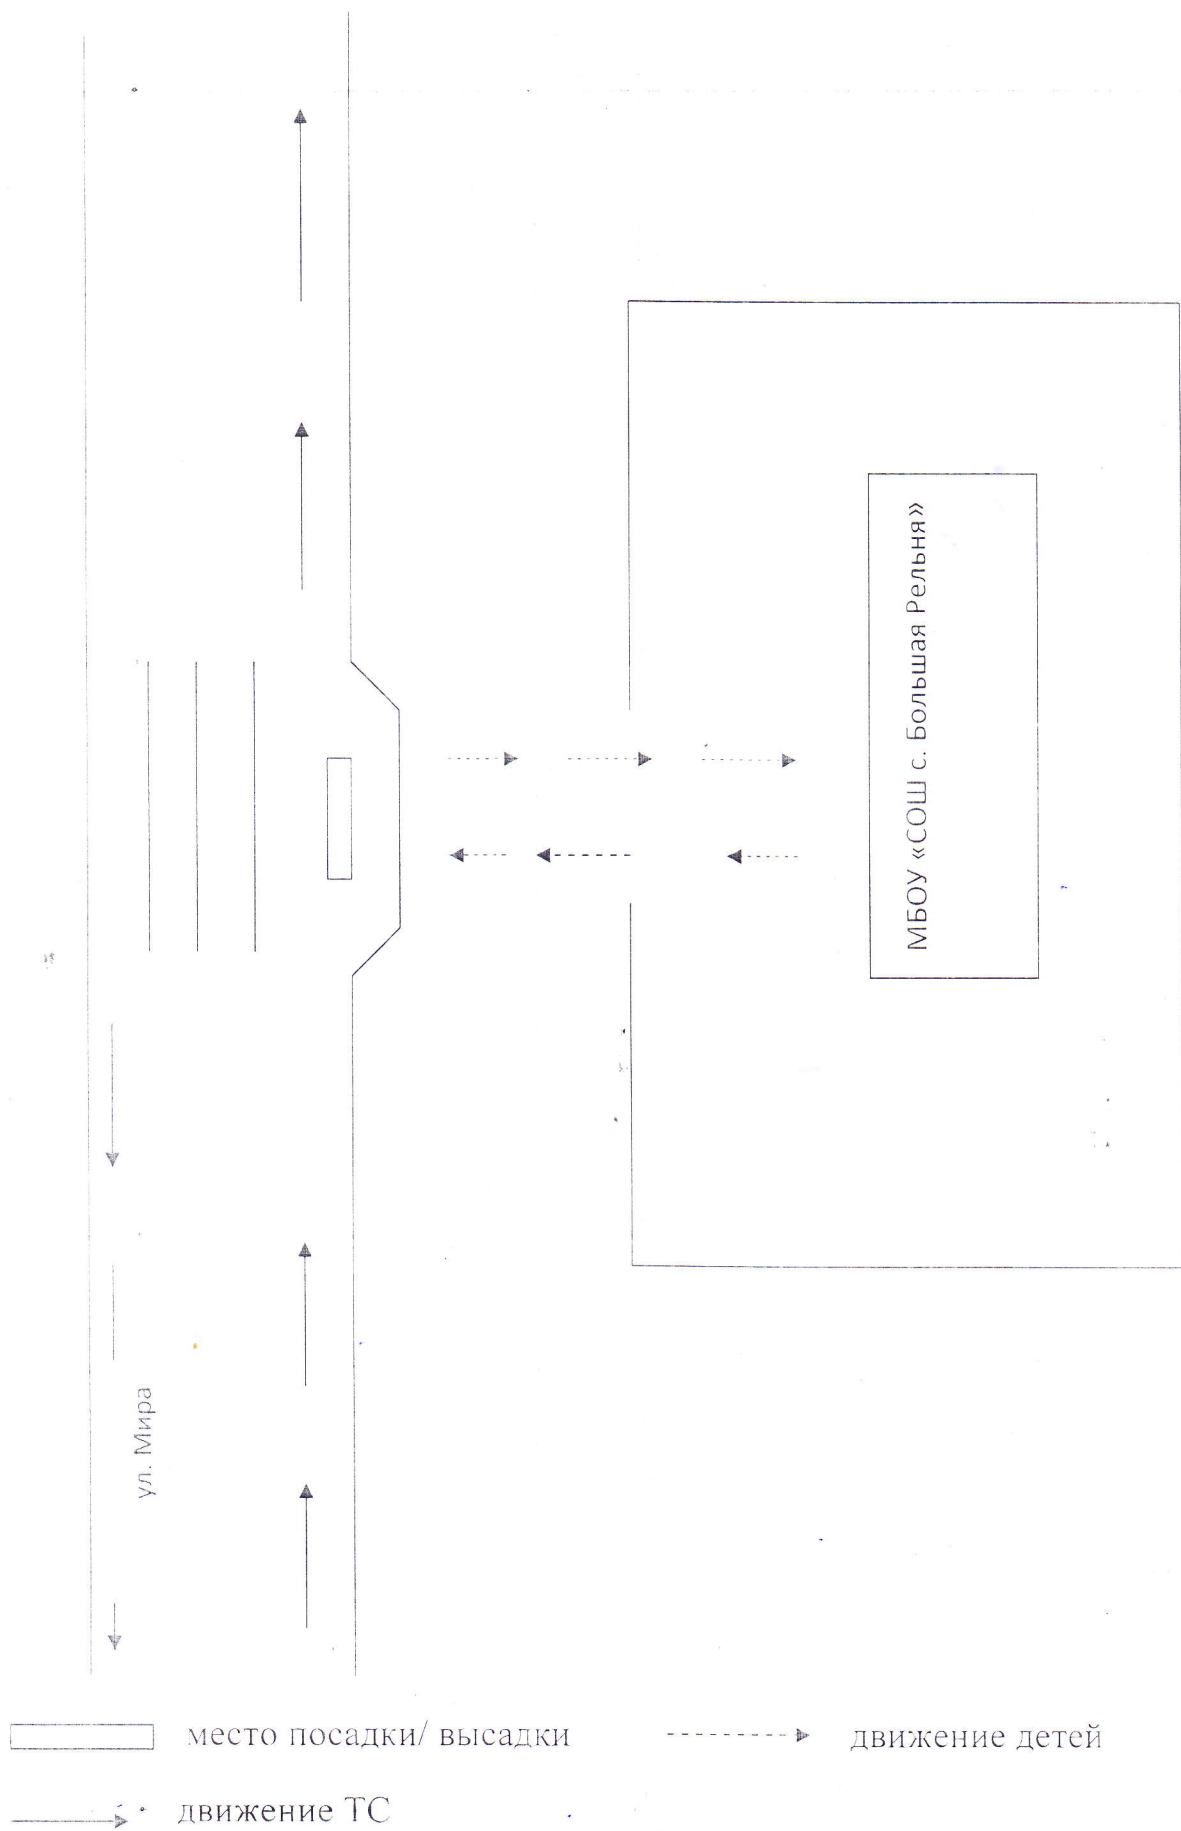 МБОУ «СОШ с. Большая Рельня»
ул. Мира
место посадки/ высадки
движение детей
движение ТС